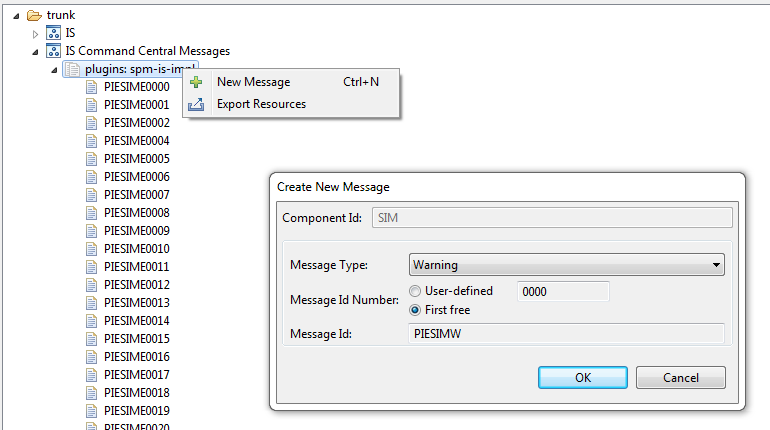 trunk
IS
IS Command Central Messages
plugins: spm-is-impl
New Message Ctrl+N
Export Resources
PIESIME0000
PIESIME0001
PIESIME0002
PIESIME0004
PIESIME0005
PIESIME0006
PIESIME0007
PIESIME0008
PIESIME0009
PIESIME0010
PIESIME0011
PIESIME0012
PIESIME0013
PIESIME0014
PIESIME0015
PIESIME0016
PIESIME0017
PIESIME0018
PIESIME0019
PIESIME0020
Create New Message
Component Id: SIM
Message Type: Warning
Message Id Number: User-defined 0000
First free
Message Id: PIESIMW
OK Cancel